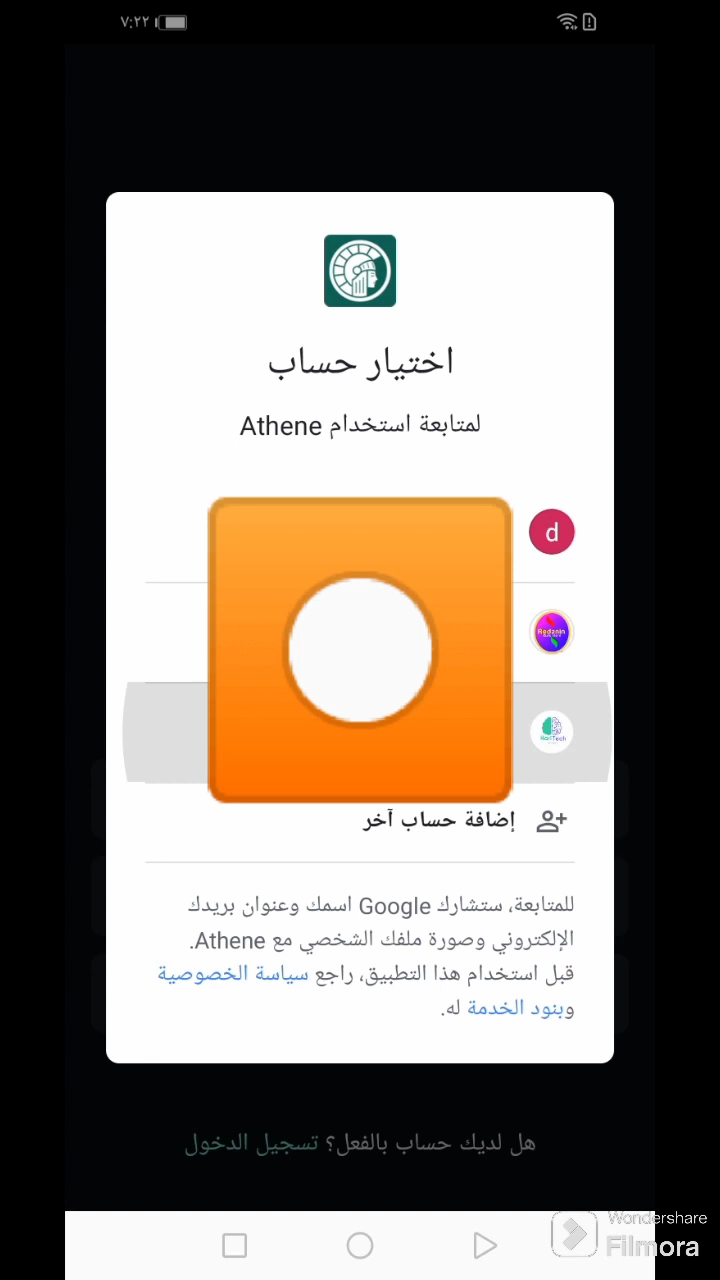 ٧:٢٢
اختيار حساب
لمتابعة استخدام Athene
d
Redanin
HariTech
إضافة حساب آخر
للمتابعة، ستشارك Google اسمك وعنوان بريدك
الإلكتروني وصورة ملفك الشخصي مع Athene.
قبل استخدام هذا التطبيق، راجع سياسة الخصوصية
وبنود الخدمة له.
هل لديك حساب بالفعل؟ تسجيل الدخول
Wondershare
Filmora